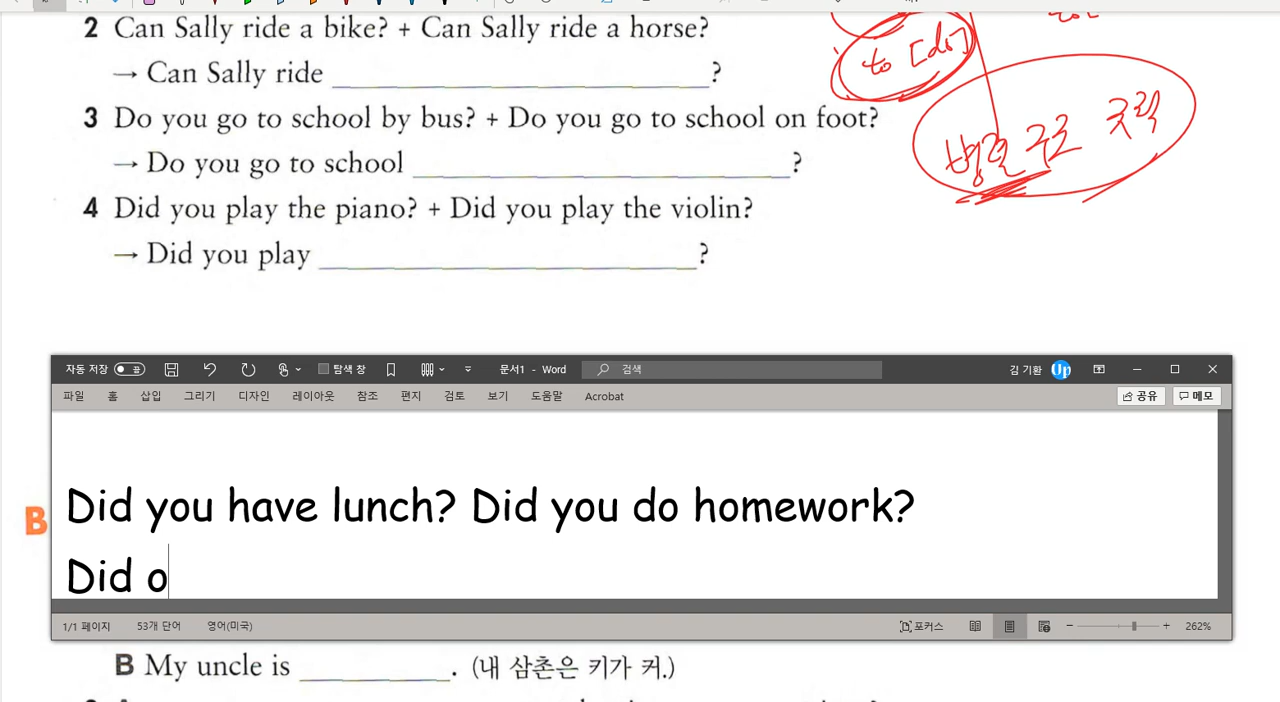 2 Can Sally ride a bike? + Can Sally ride a horse?
→ Can Sally ride ?
to [do]
3 Do you go to school by bus? + Do you go to school on foot?
병렬 구조 규칙
→ Do you go to school ?
4 Did you play the piano? + Did you play the violin?
→ Did you play ?
자동 저장 끔 탐색 창 문서1 - Word 검색 김 기환 Up
파일 홈 삽입 그리기 디자인 레이아웃 참조 편지 검토 보기 도움말 Acrobat 공유 메모
Did you have lunch? Did you do homework?
B
Did o
1/1 페이지 53개 단어 영어(미국) 포커스 262%
B My uncle is . (내 삼촌은 키가 커.)